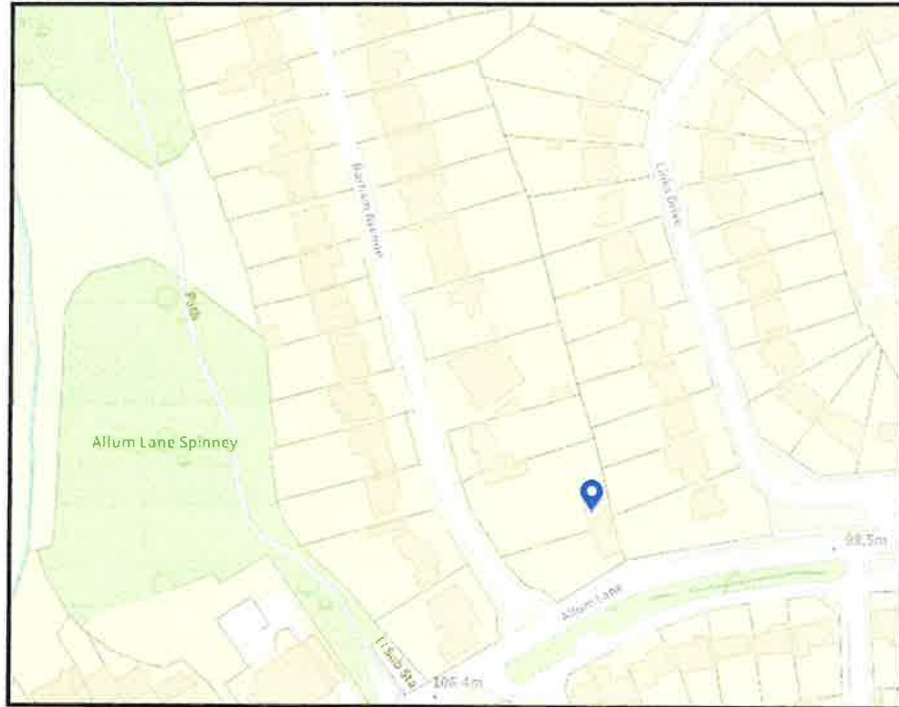 Barham Avenue
Links Drive
Path
Allum Lane Spinney
98.5m
Allum Lane
El Sub Sta
106.4m